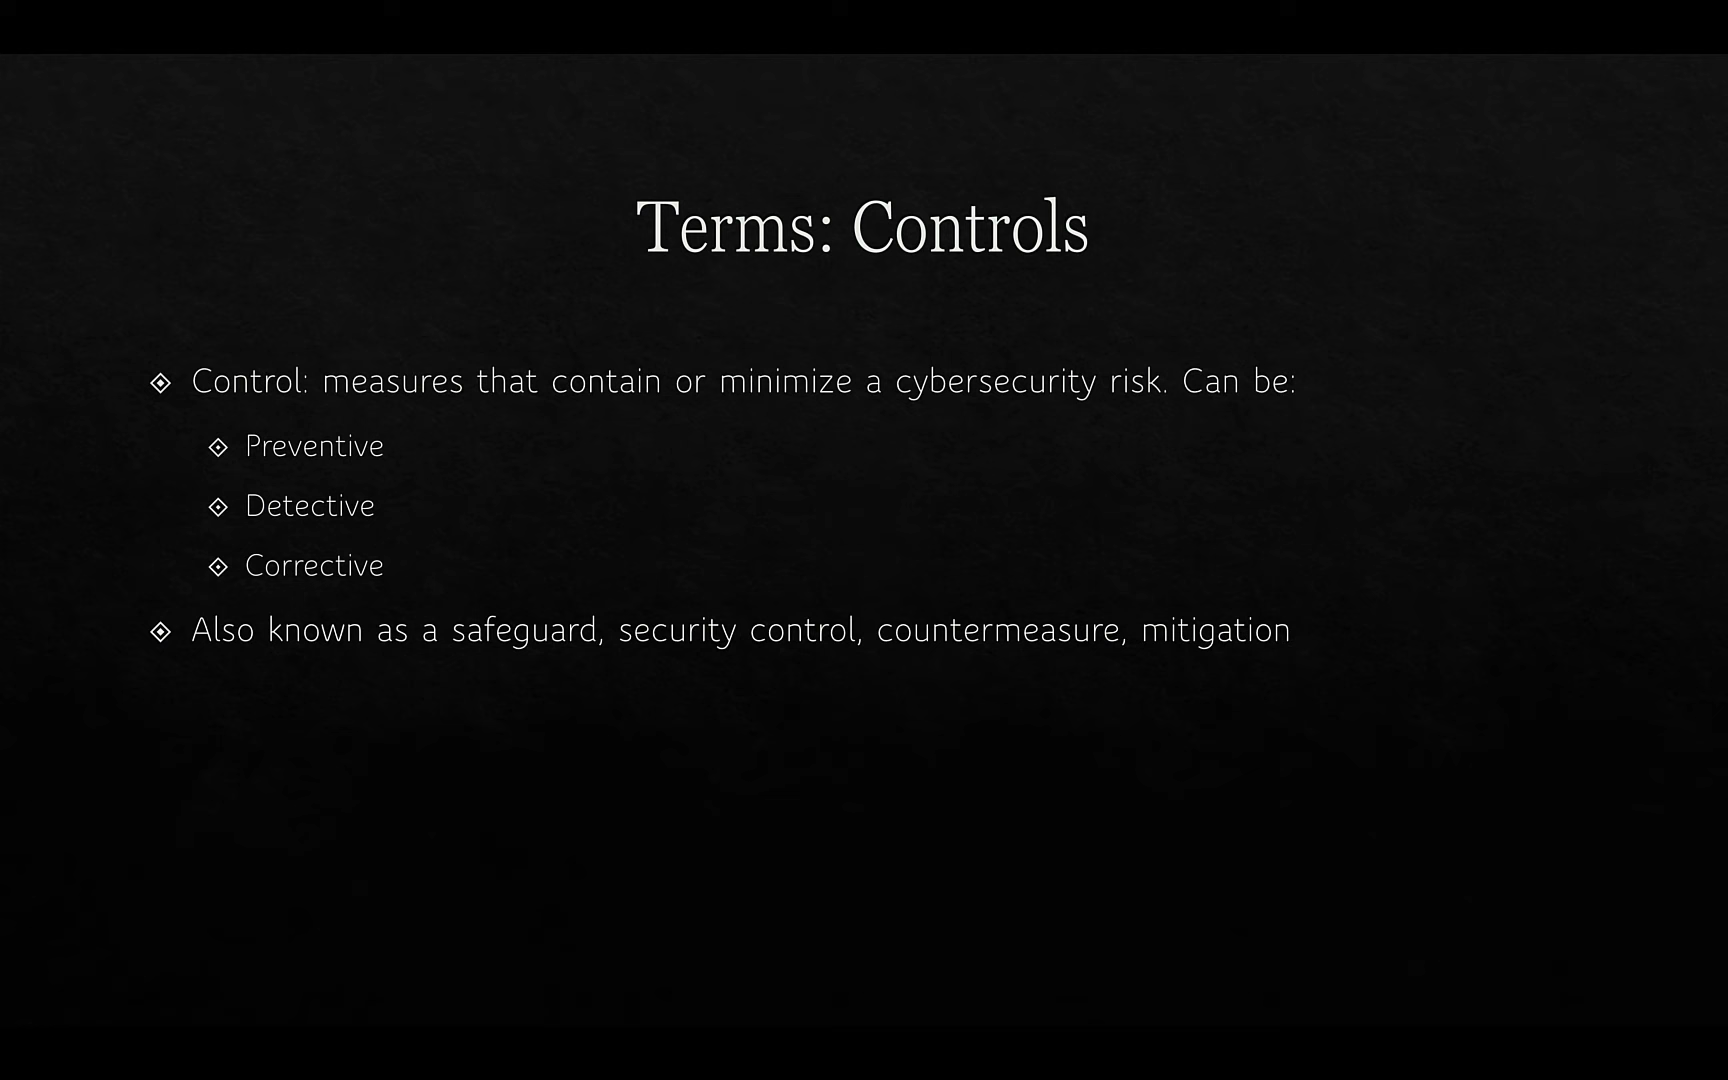 Terms: Controls
Control: measures that contain or minimize a cybersecurity risk. Can be:
Preventive
Detective
Corrective
Also known as a safeguard, security control, countermeasure, mitigation